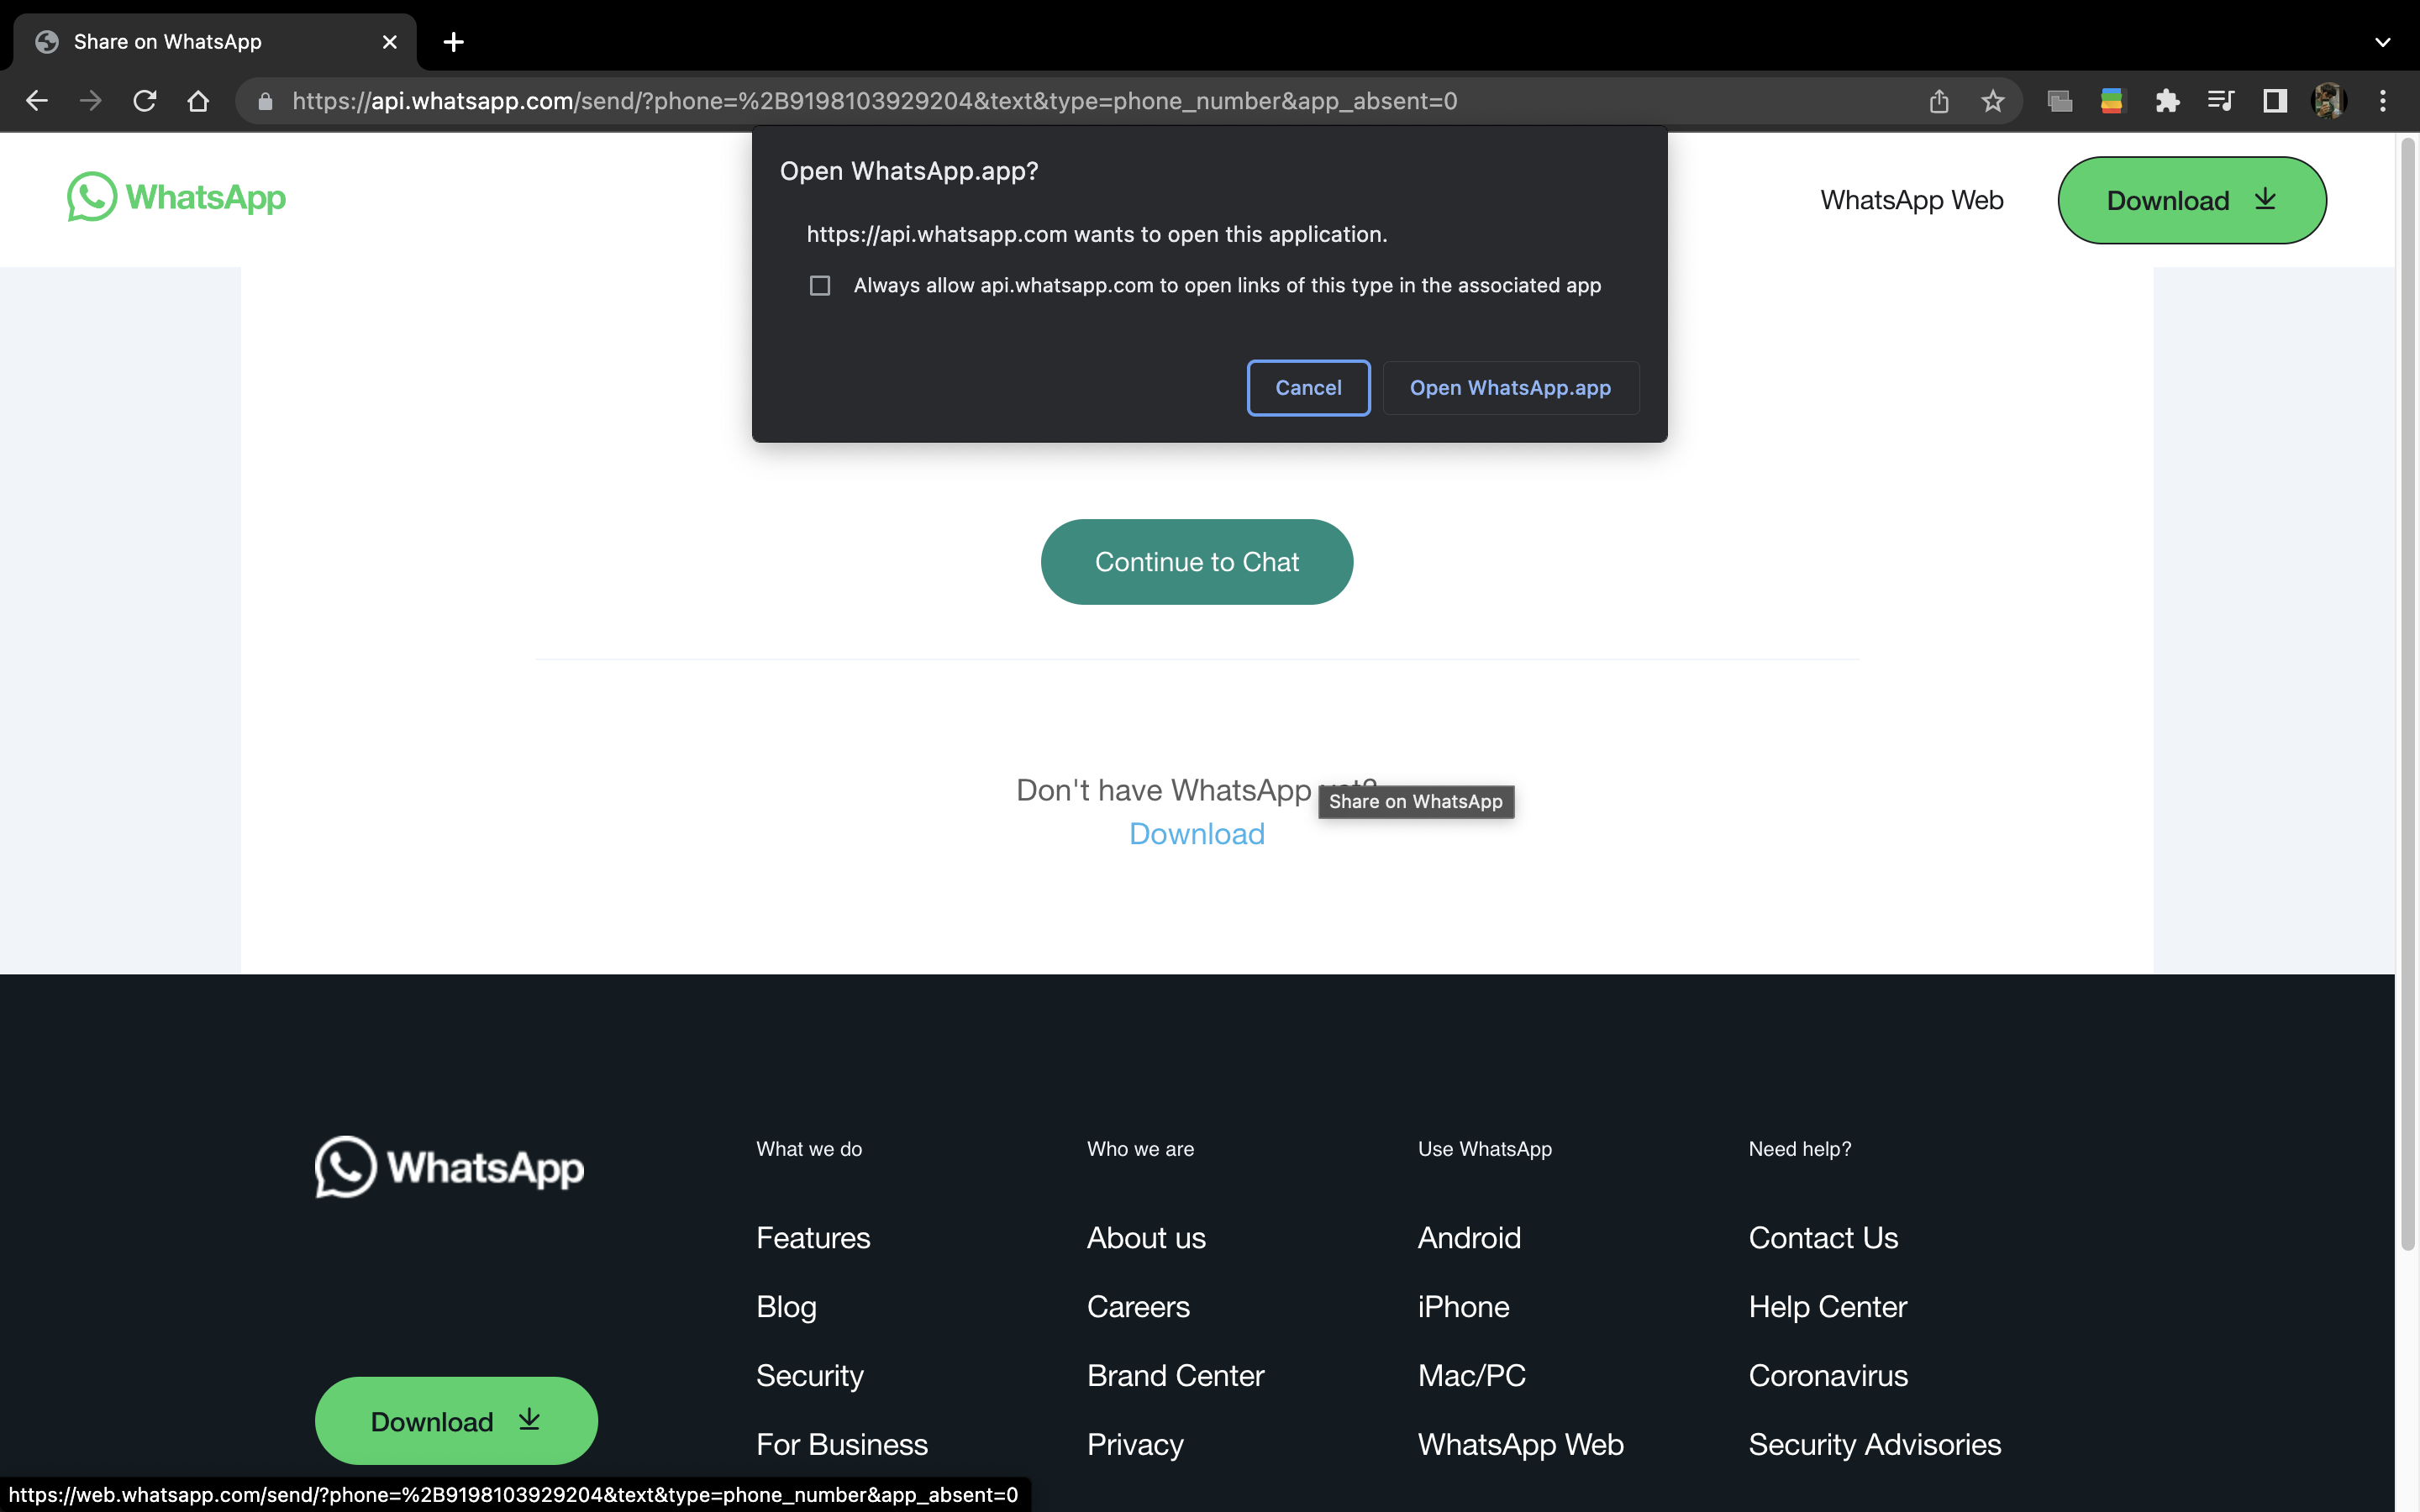 Share on WhatsApp
https://api.whatsapp.com/send/?phone=%2B9198103929204&text&type=phone_number&app_absent=0
WhatsApp
WhatsApp Web
Download
Open WhatsApp.app?
https://api.whatsapp.com wants to open this application.
Always allow api.whatsapp.com to open links of this type in the associated app
Cancel
Open WhatsApp.app
Continue to Chat
Don't have WhatsApp
Share on WhatsApp
Download
WhatsApp
Download
What we do
Features
Blog
Security
For Business
Who we are
About us
Careers
Brand Center
Privacy
Use WhatsApp
Android
iPhone
Mac/PC
WhatsApp Web
Need help?
Contact Us
Help Center
Coronavirus
Security Advisories
https://web.whatsapp.com/send/?phone=%2B9198103929204&text&type=phone_number&app_absent=0